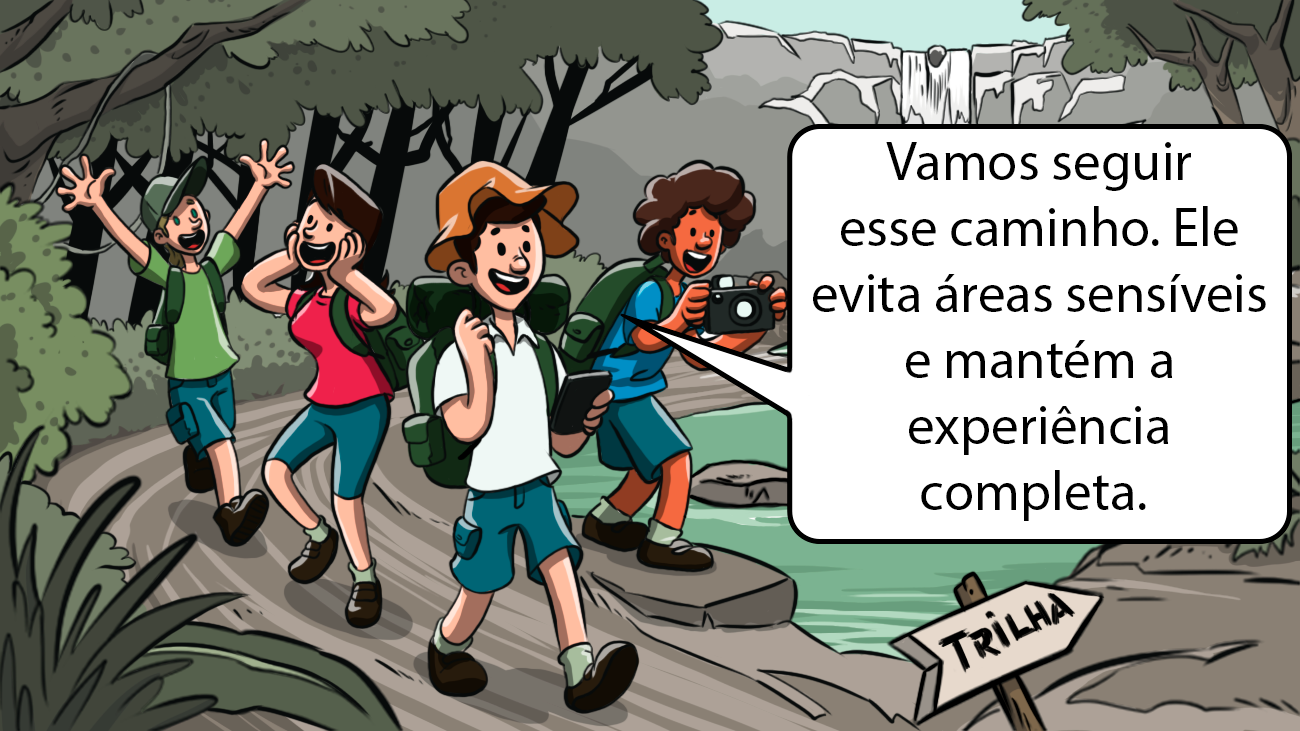 Vamos seguir
esse caminho. Ele
evita áreas sensíveis
e mantém a
experiência
completa.
TRiLHA